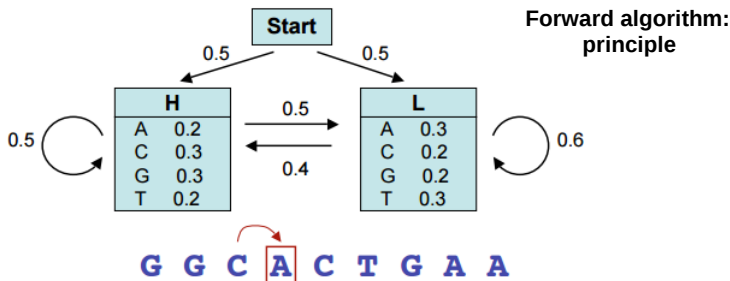 Forward algorithm:
principle
Start
0.5 0.5
H
A 0.2
C 0.3
G 0.3
T 0.2
L
A 0.3
C 0.2
G 0.2
T 0.3
0.5
0.5
0.4
0.6
G G C A C T G A A